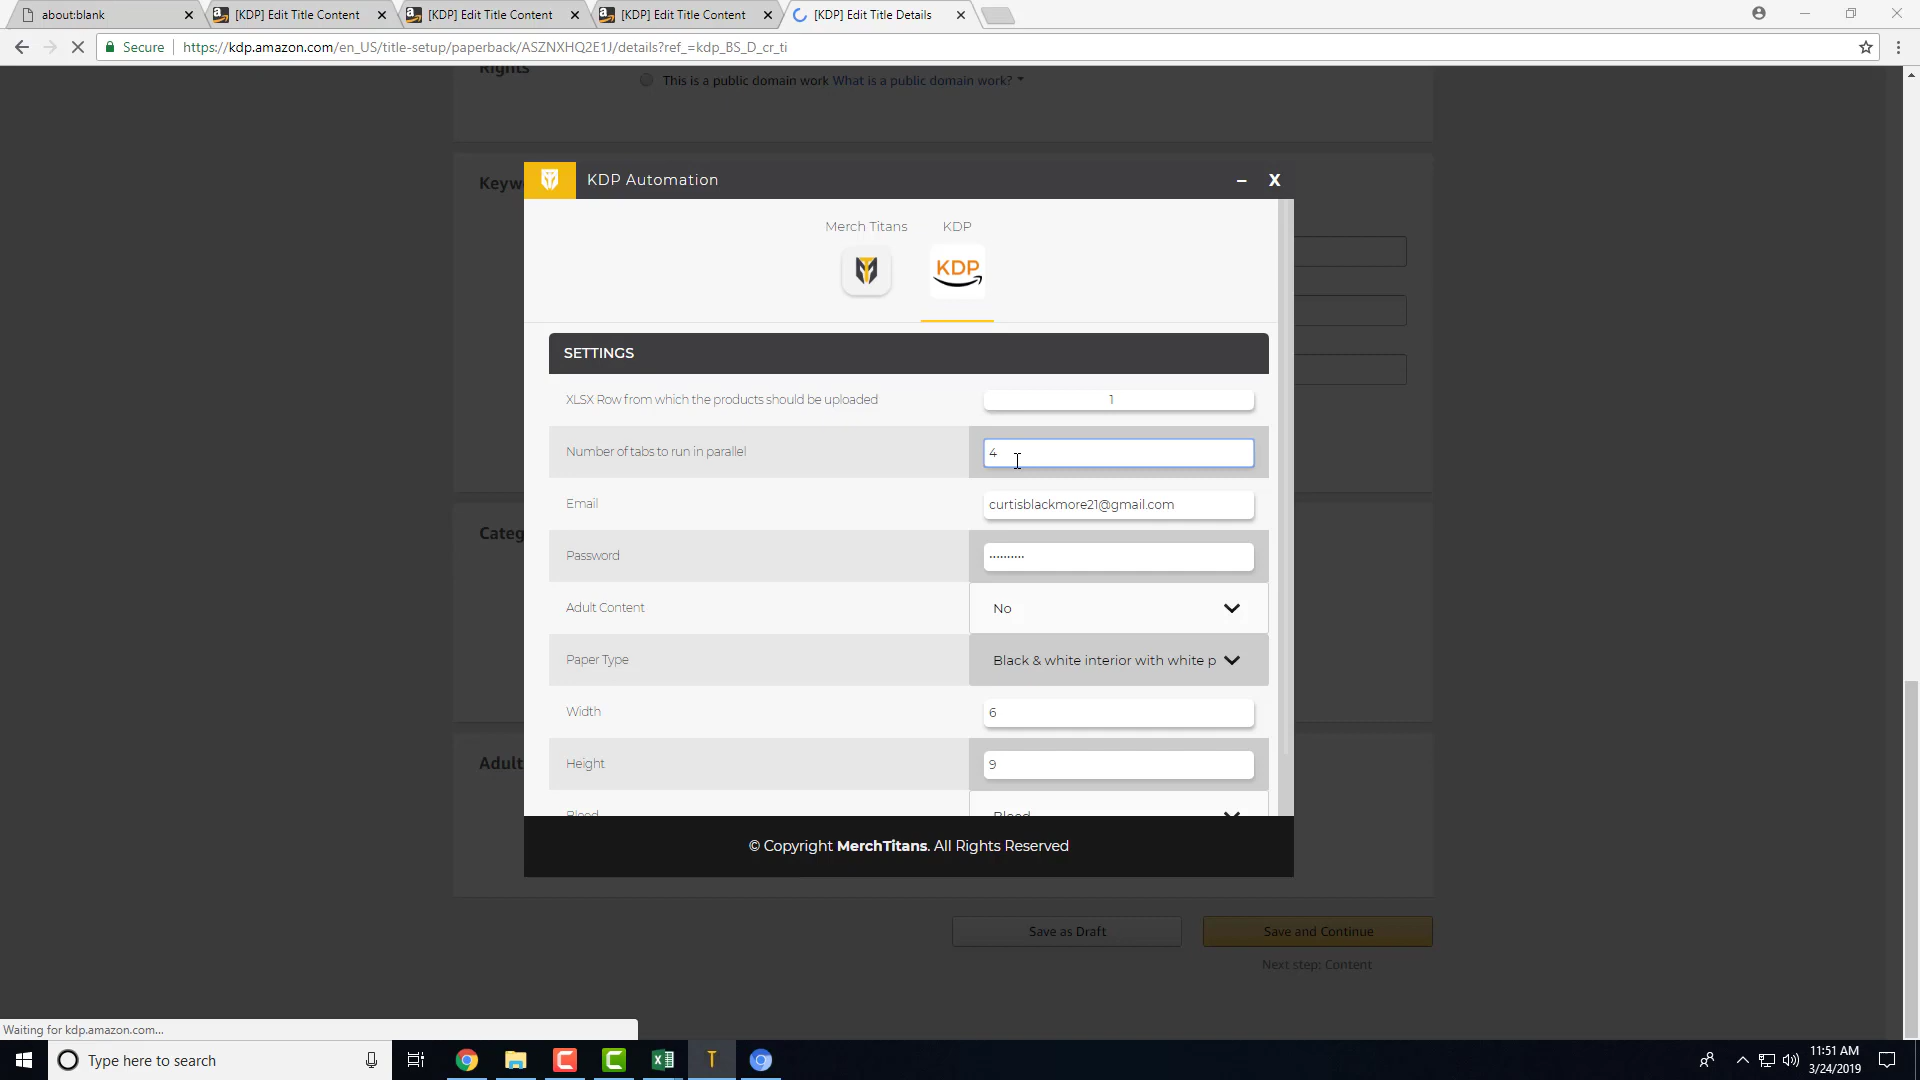 about:blank
[KDP] Edit Title Content
[KDP] Edit Title Content
[KDP] Edit Title Content
[KDP] Edit Title Details
Secure
https://kdp.amazon.com/en_US/title-setup/paperback/ASZNXHQ2E1J/details?ref_=kdp_BS_D_cr_ti
Rights
This is a public domain work What is a public domain work?
KDP Automation
Merch Titans
KDP
KDP
SETTINGS
XLSX Row from which the products should be uploaded
1
Number of tabs to run in parallel
4
Email
curtisblackmore21@gmail.com
Password
Adult Content
No
Paper Type
Black & white interior with white p
Width
6
Height
9
Bleed
Bleed
© Copyright MerchTitans. All Rights Reserved
Keyw
Categ
Adult
Save as Draft
Save and Continue
Next step: Content
Waiting for kdp.amazon.com...
Type here to search
11:51 AM
3/24/2019